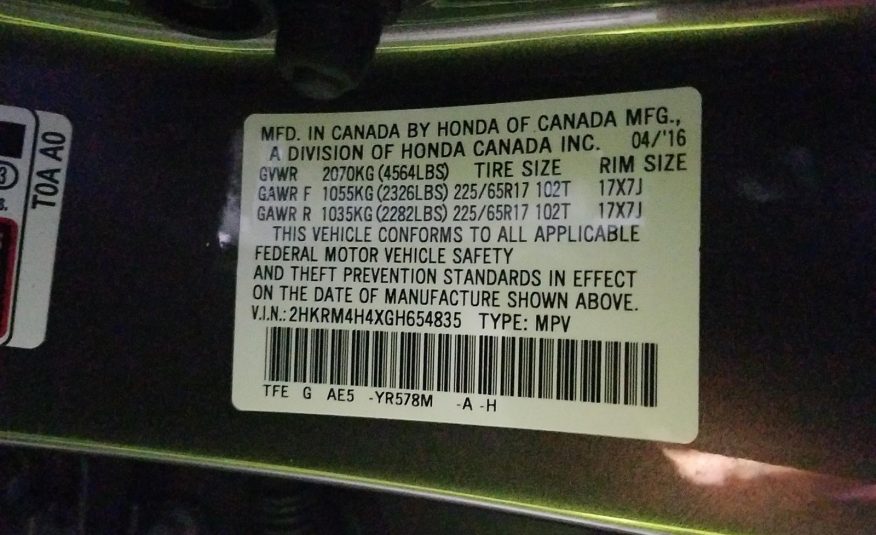 MFD. IN CANADA BY HONDA OF CANADA MFG.,
A DIVISION OF HONDA CANADA INC. 04/'16
GVWR 2070KG (4564LBS) TIRE SIZE RIM SIZE
GAWR F 1055KG (2326LBS) 225/65R17 102T 17X7J
GAWR R 1035KG (2282LBS) 225/65R17 102T 17X7J
THIS VEHICLE CONFORMS TO ALL APPLICABLE
FEDERAL MOTOR VEHICLE SAFETY
AND THEFT PREVENTION STANDARDS IN EFFECT
ON THE DATE OF MANUFACTURE SHOWN ABOVE.
V.I.N.: 2HKRM4H4XGH654835 TYPE: MPV
TFE G AE5 -YR578M -A -H
TOA AO
3